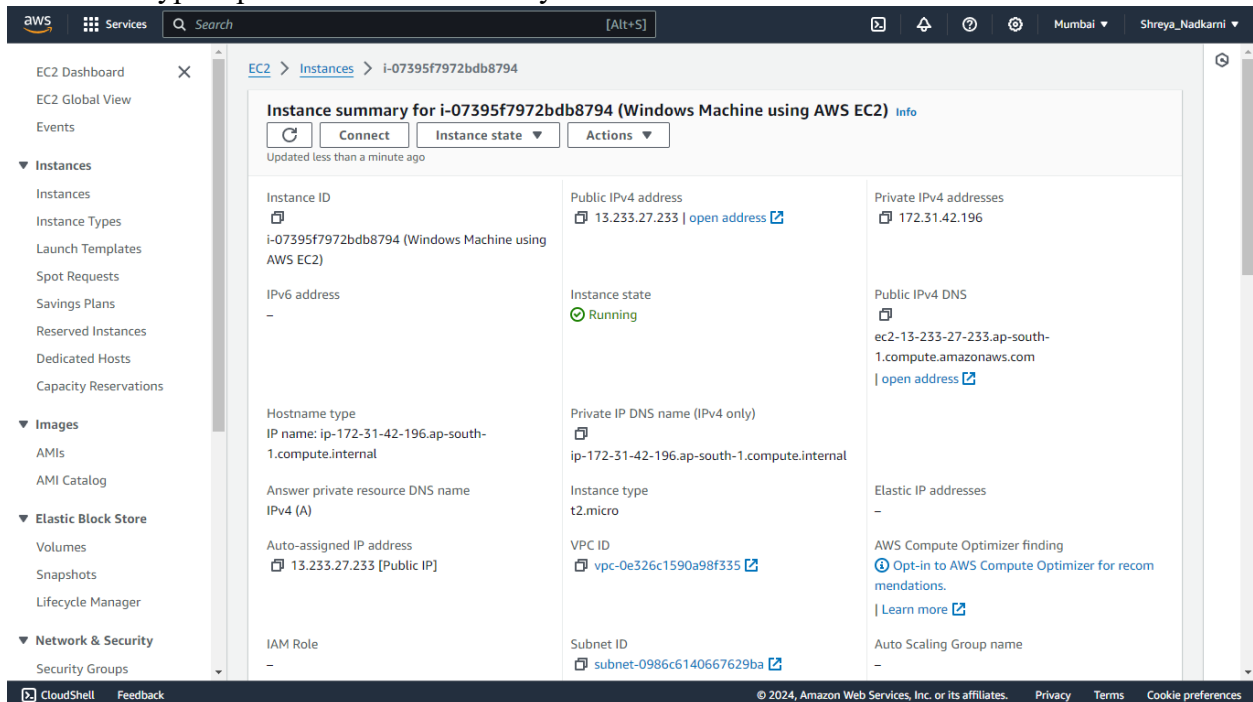 aws
Services
Search
[Alt+S]
Mumbai ▼
Shreya_Nadkarni ▼
EC2 Dashboard
EC2 Global View
Events
▼ Instances
Instances
Instance Types
Launch Templates
Spot Requests
Savings Plans
Reserved Instances
Dedicated Hosts
Capacity Reservations
▼ Images
AMIs
AMI Catalog
▼ Elastic Block Store
Volumes
Snapshots
Lifecycle Manager
▼ Network & Security
Security Groups
EC2 > Instances > i-07395f7972bdb8794
Instance summary for i-07395f7972bdb8794 (Windows Machine using AWS EC2) Info
Connect
Instance state ▼
Actions ▼
Updated less than a minute ago
Instance ID
i-07395f7972bdb8794 (Windows Machine using
AWS EC2)
Public IPv4 address
13.233.27.233 | open address
Private IPv4 addresses
172.31.42.196
IPv6 address
–
Instance state
Running
Public IPv4 DNS
ec2-13-233-27-233.ap-south-
1.compute.amazonaws.com
| open address
Hostname type
IP name: ip-172-31-42-196.ap-south-
1.compute.internal
Private IP DNS name (IPv4 only)
ip-172-31-42-196.ap-south-1.compute.internal
Answer private resource DNS name
IPv4 (A)
Instance type
t2.micro
Elastic IP addresses
–
Auto-assigned IP address
13.233.27.233 [Public IP]
VPC ID
vpc-0e326c1590a98f335
AWS Compute Optimizer finding
Opt-in to AWS Compute Optimizer for recom
mendations.
| Learn more
IAM Role
–
Subnet ID
subnet-0986c6140667629ba
Auto Scaling Group name
–
CloudShell
Feedback
© 2024, Amazon Web Services, Inc. or its affiliates.
Privacy
Terms
Cookie preferences